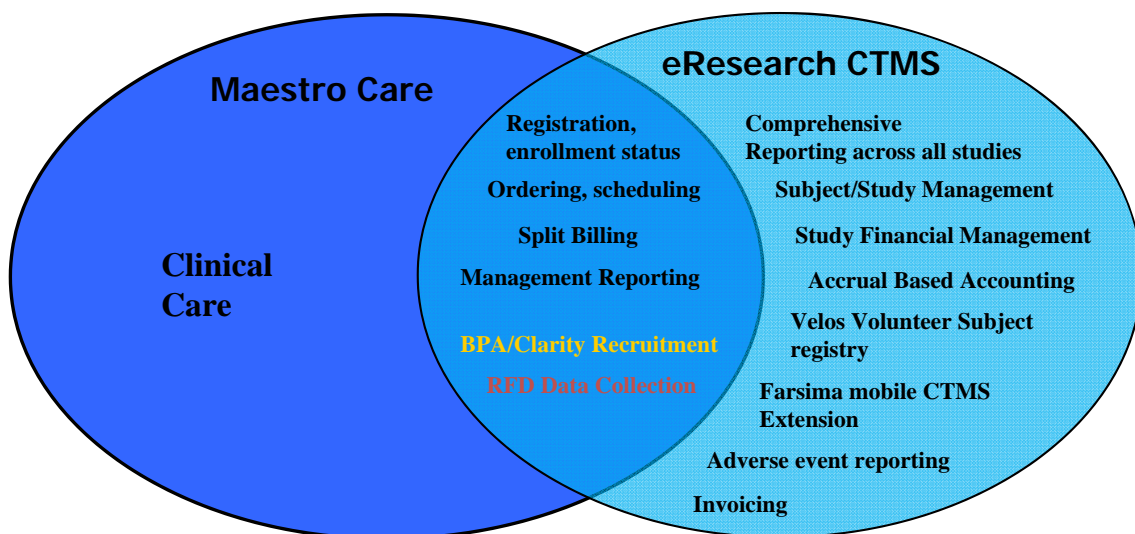 Maestro Care
Clinical
Care
Registration,
enrollment status
Ordering, scheduling
Split Billing
Management Reporting
BPA/Clarity Recruitment
RFD Data Collection
eResearch CTMS
Comprehensive
Reporting across all studies
Subject/Study Management
Study Financial Management
Accrual Based Accounting
Velos Volunteer Subject
registry
Farsima mobile CTMS
Extension
Adverse event reporting
Invoicing